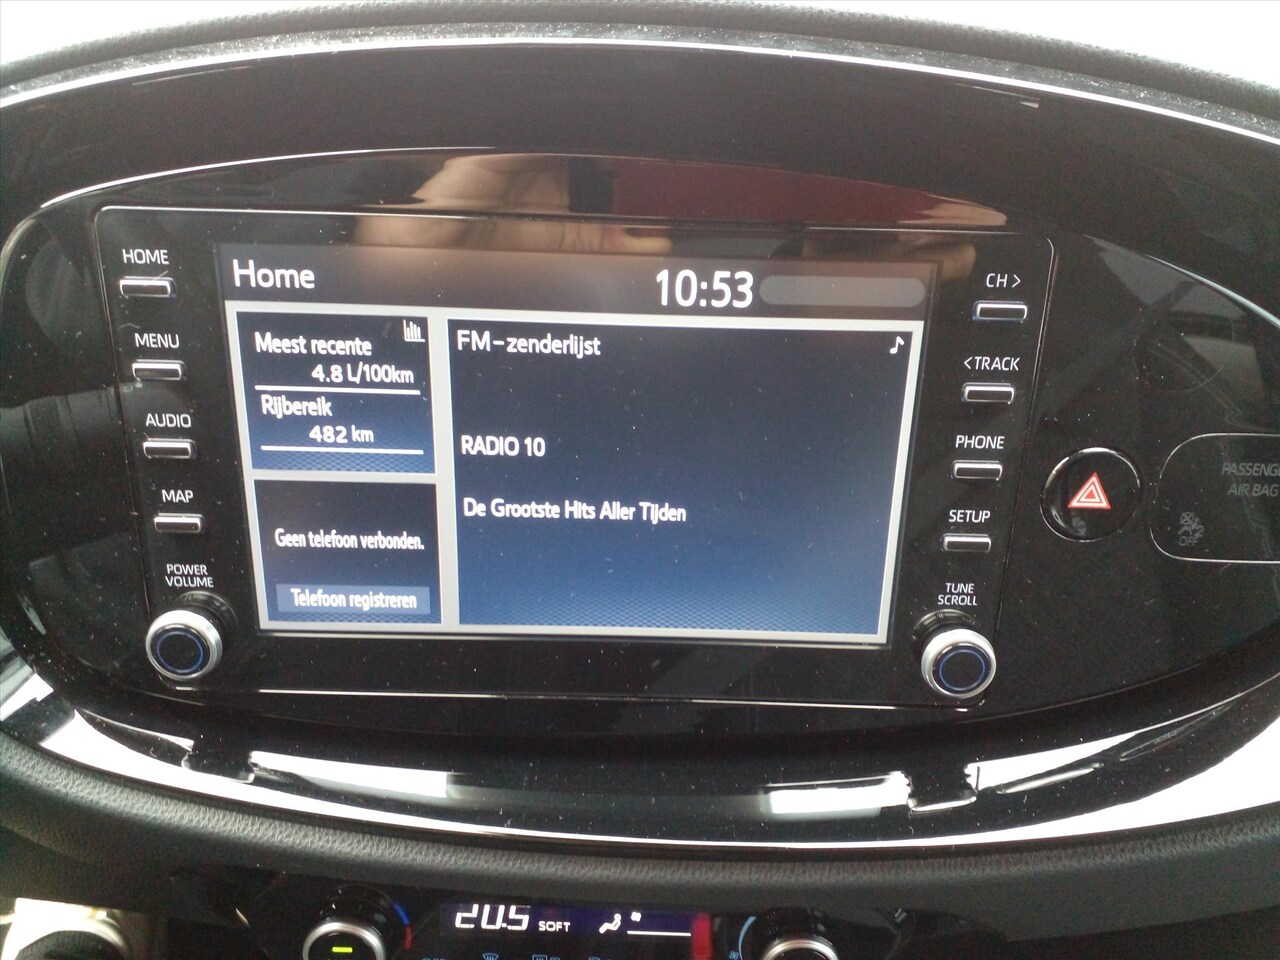 HOME
MENU
AUDIO
MAP
POWER
VOLUME
Home
10:53
Meest recente
4.8 L/100km
Rijbereik
482 km
Geen telefoon verbonden.
Telefoon registreren
FM-zenderlijst
RADIO 10
De Grootste Hits Aller Tijden
CH >
< TRACK
PHONE
SETUP
TUNE
SCROLL
AIR BAG
OFF
20.5 SOFT